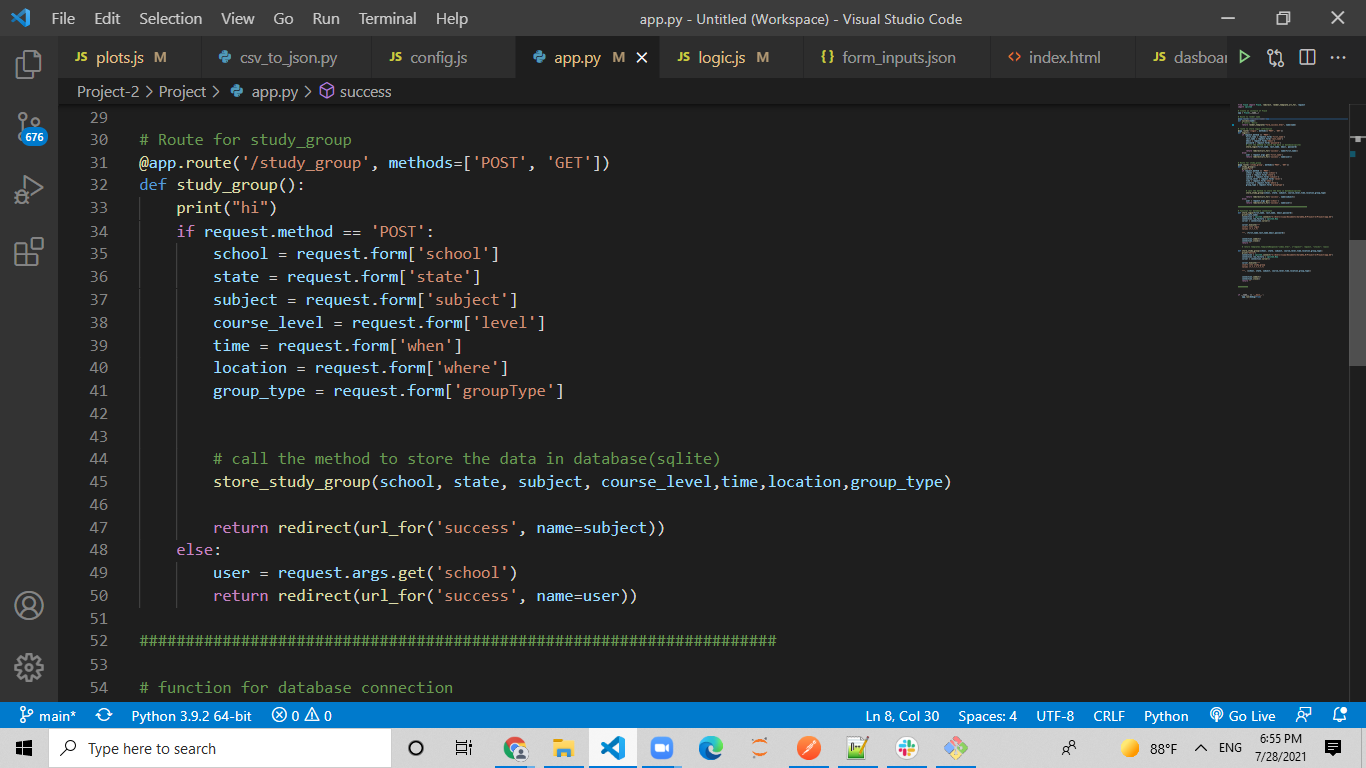 File Edit Selection View Go Run Terminal Help app.py - Untitled (Workspace) - Visual Studio Code
JS plots.js M csv_to_json.py JS config.js app.py M JS logic.js M {} form_inputs.json <> index.html JS dasboar
Project-2 > Project > app.py > success
29
30 # Route for study_group
31 @app.route('/study_group', methods=['POST', 'GET'])
32 def study_group():
33 print("hi")
34 if request.method == 'POST':
35 school = request.form['school']
36 state = request.form['state']
37 subject = request.form['subject']
38 course_level = request.form['level']
39 time = request.form['when']
40 location = request.form['where']
41 group_type = request.form['groupType']
42
43
44 # call the method to store the data in database(sqlite)
45 store_study_group(school, state, subject, course_level,time,location,group_type)
46
47 return redirect(url_for('success', name=subject))
48 else:
49 user = request.args.get('school')
50 return redirect(url_for('success', name=user))
51
52 #####################################################################
53
54 # function for database connection
676
main* Python 3.9.2 64-bit 0 0 Ln 8, Col 30 Spaces: 4 UTF-8 CRLF Python Go Live
Type here to search 88°F ENG 6:55 PM
7/28/2021